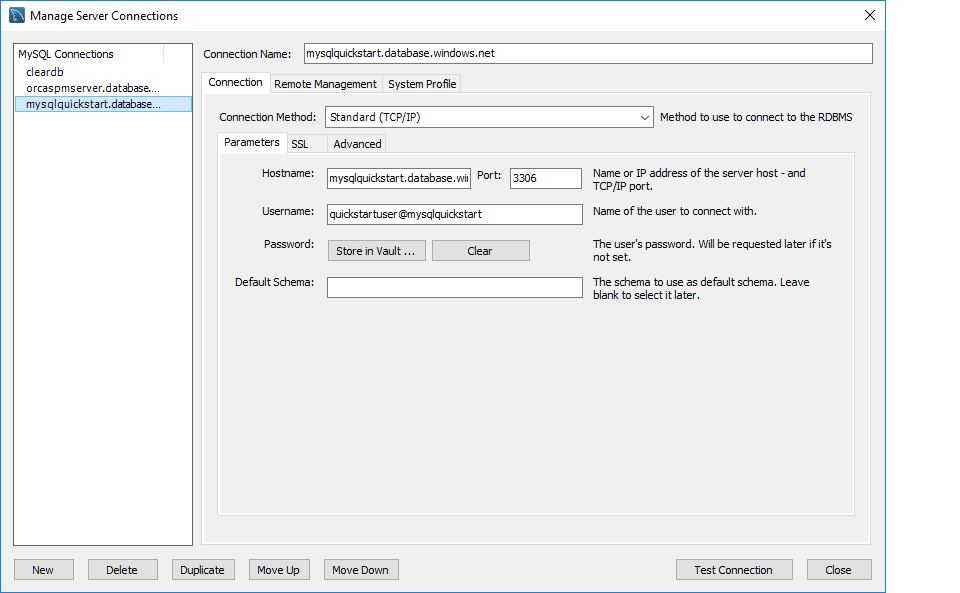 Manage Server Connections
MySQL Connections
cleardb
orcaspmserver.database....
mysqlquickstart.database...
Connection Name: mysqlquickstart.database.windows.net
Connection Remote Management System Profile
Connection Method: Standard (TCP/IP) Method to use to connect to the RDBMS
Parameters SSL Advanced
Hostname: mysqlquickstart.database.wi Port: 3306 Name or IP address of the server host - and
TCP/IP port.
Username: quickstartuser@mysqlquickstart Name of the user to connect with.
Password: Store in Vault ... Clear The user's password. Will be requested later if it's
not set.
Default Schema: The schema to use as default schema. Leave
blank to select it later.
New Delete Duplicate Move Up Move Down Test Connection Close